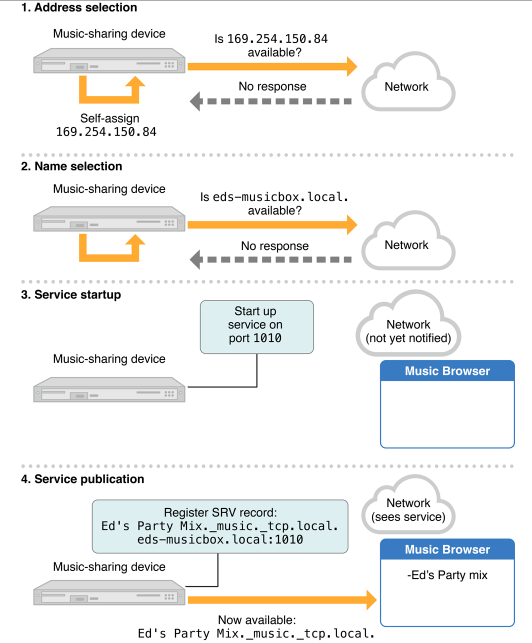 1. Address selection
Music-sharing device
Is 169.254.150.84
available?
No response
Network
Self-assign
169.254.150.84
2. Name selection
Music-sharing device
Is eds-musicbox.local.
available?
No response
Network
3. Service startup
Start up
service on
port 1010
Network
(not yet notified)
Music-sharing device
Music Browser
4. Service publication
Register SRV record:
Ed's Party Mix._music._tcp.local.
eds-musicbox.local:1010
Network
(sees service)
Music Browser
-Ed's Party mix
Music-sharing device
Now available:
Ed's Party Mix._music._tcp.local.